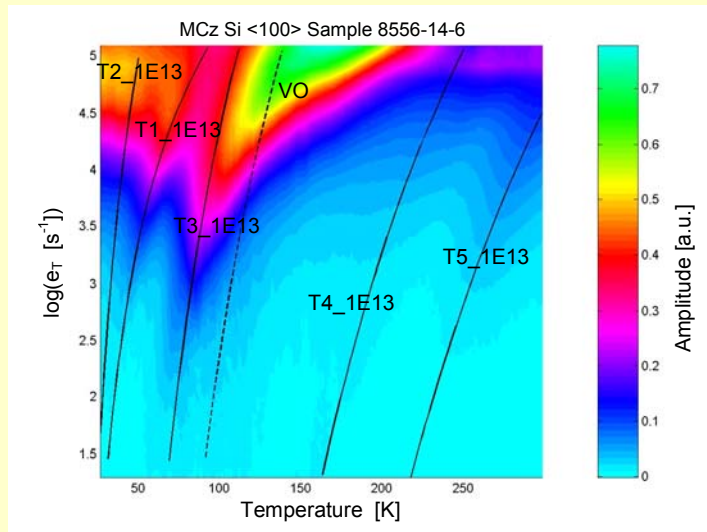 MCz Si <100> Sample 8556-14-6
5
4.5
4
3.5
3
2.5
2
1.5
log(eT [s-1])
T2_1E13
T1_1E13
VO
T3_1E13
T5_1E13
T4_1E13
50
100
150
200
250
Temperature [K]
0.7
0.6
0.5
0.4
0.3
0.2
0.1
0
Amplitude [a.u.]